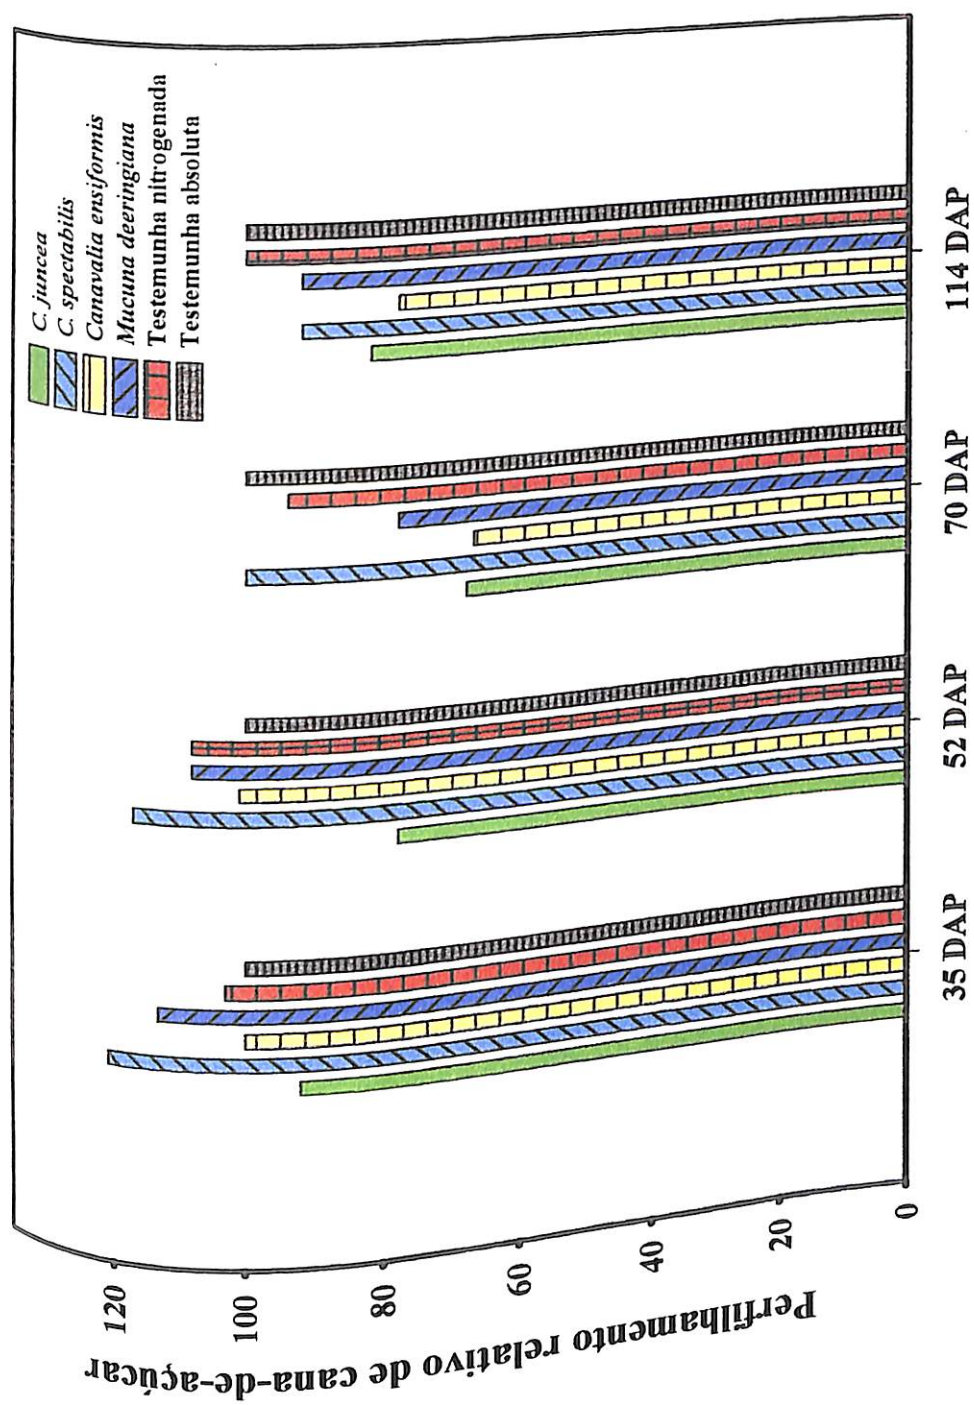 C. juncea
C. spectabilis
Canavalia ensiformis
Mucuna deeringiana
Testemunha nitrogenada
Testemunha absoluta
Perfilhamento relativo de cana-de-açúcar
120
100
80
60
40
20
0
35 DAP
52 DAP
70 DAP
114 DAP